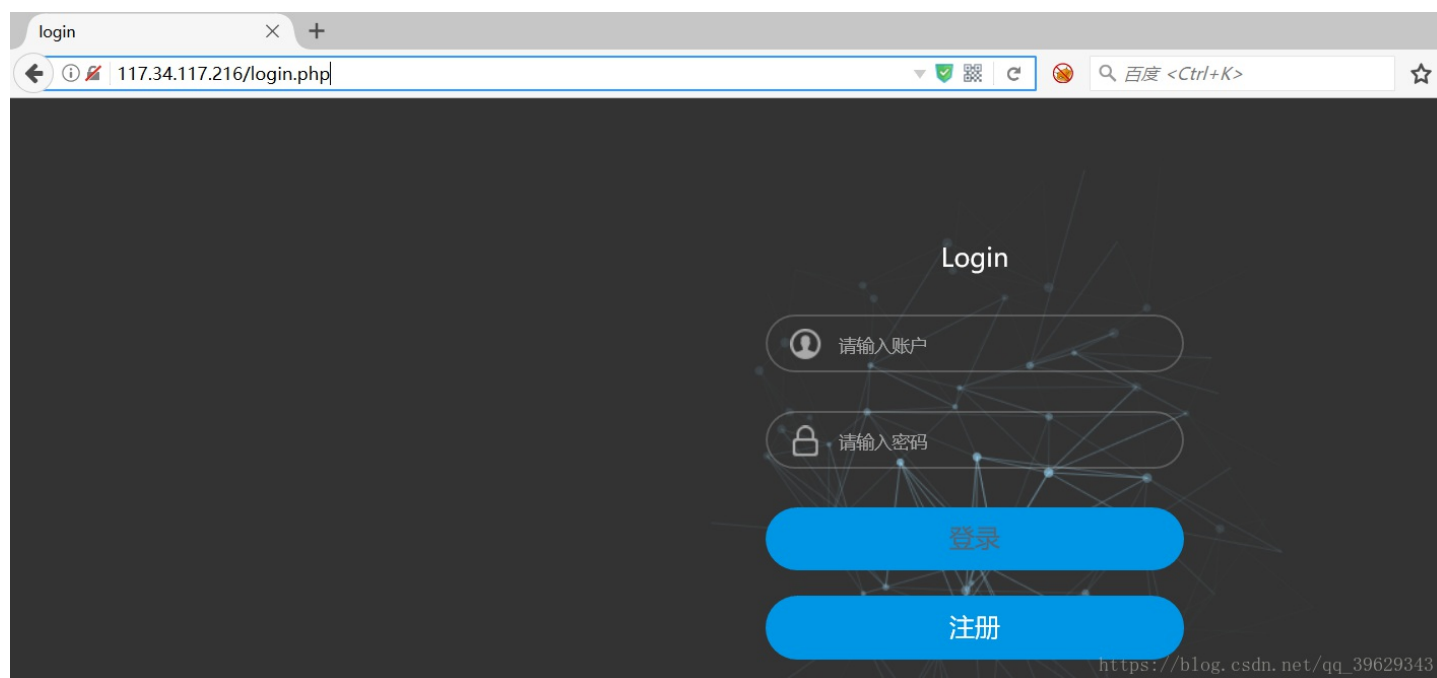 login
117.34.117.216/login.php
百度 <Ctrl+K>
Login
请输入账户
请输入密码
登录
注册
https://blog.csdn.net/qq_39629343